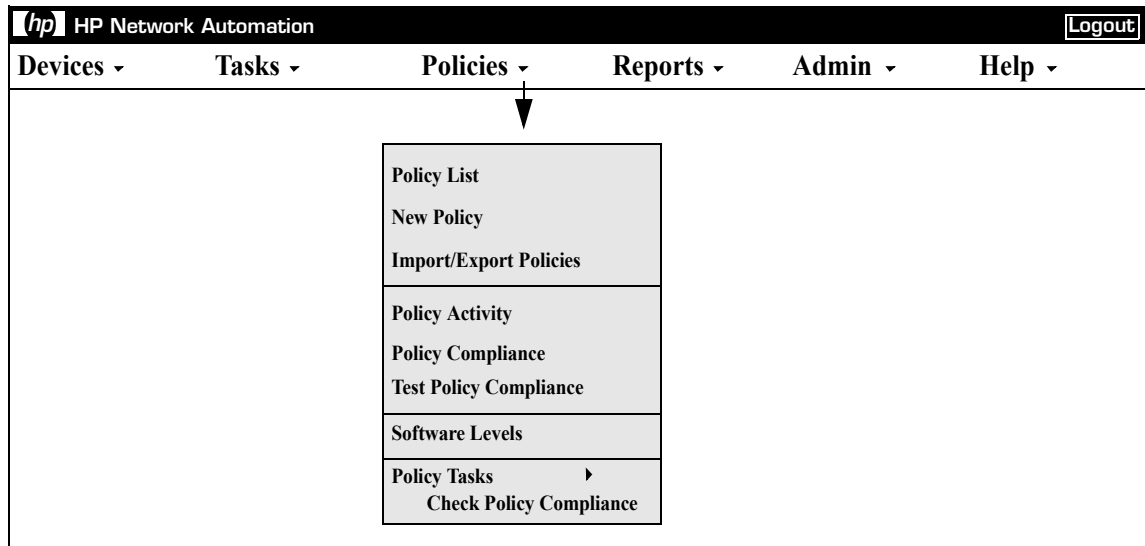 hp HP Network Automation Logout
Devices Tasks Policies Reports Admin Help
Policy List
New Policy
Import/Export Policies
Policy Activity
Policy Compliance
Test Policy Compliance
Software Levels
Policy Tasks
Check Policy Compliance